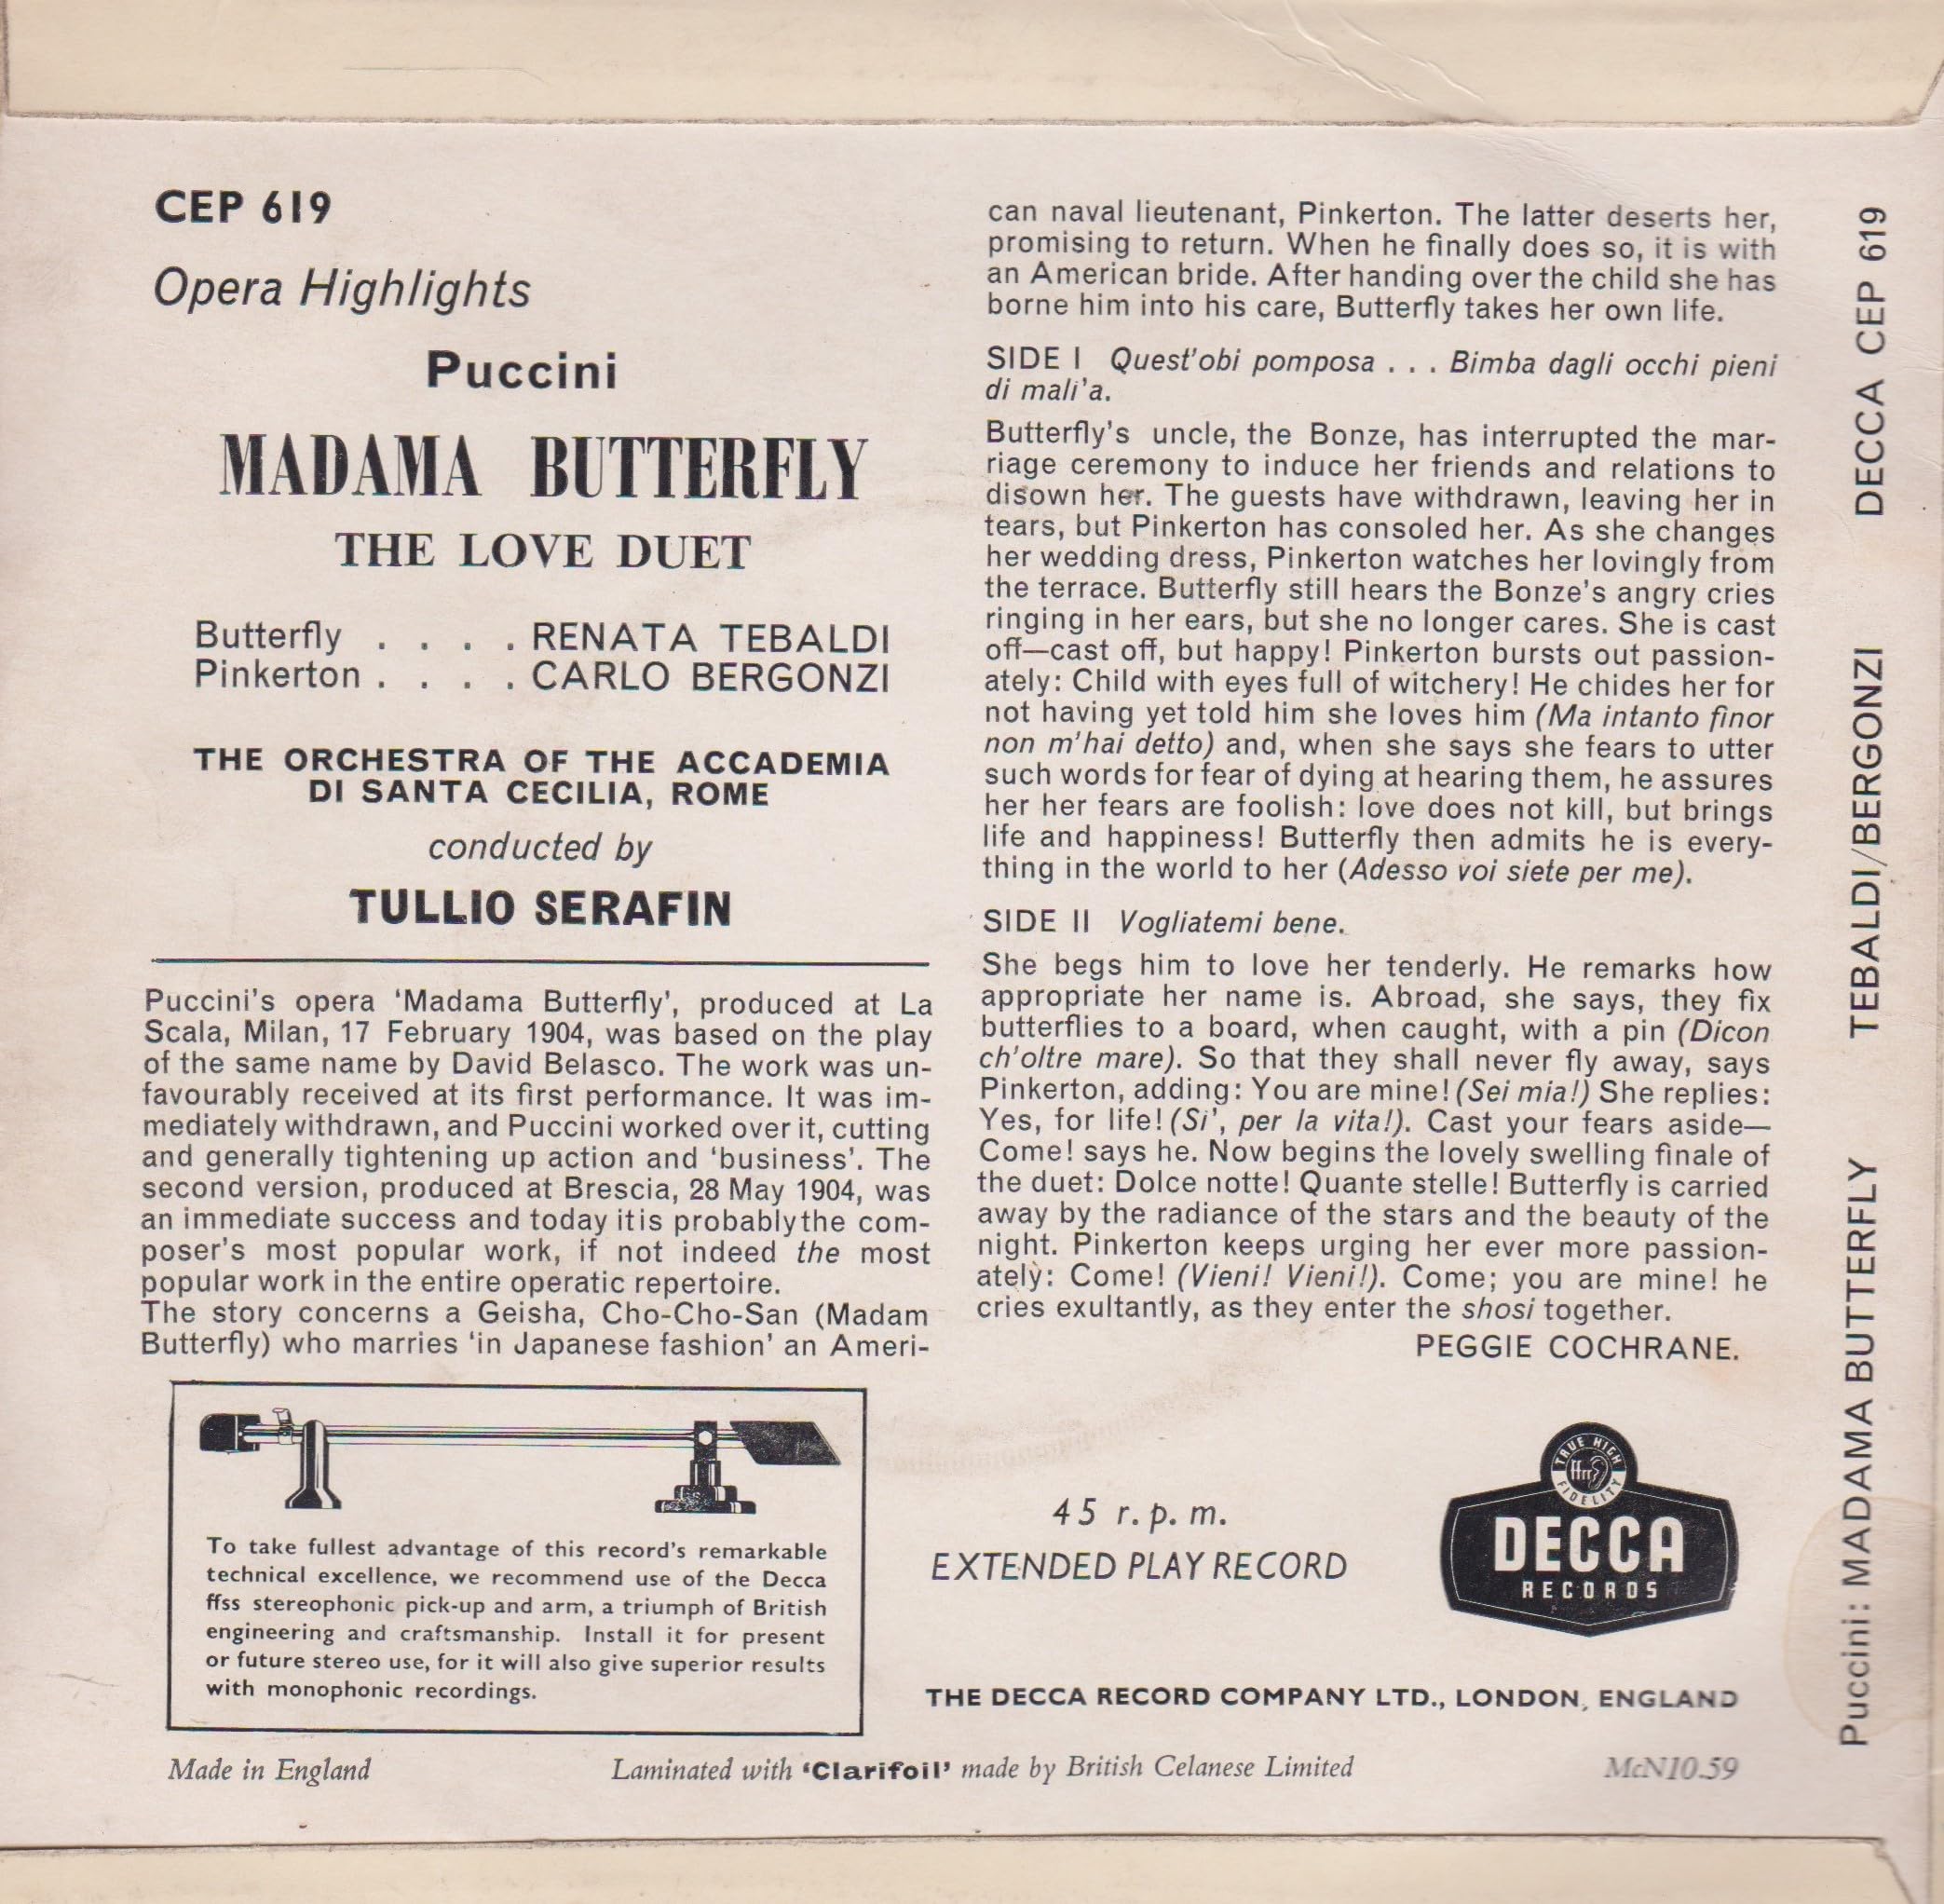 CEP 619
Opera Highlights
Puccini
MADAMA BUTTERFLY
THE LOVE DUET
Butterfly . . . . RENATA TEBALDI
Pinkerton . . . . CARLO BERGONZI
THE ORCHESTRA OF THE ACCADEMIA
DI SANTA CECILIA, ROME
conducted by
TULLIO SERAFIN
Puccini's opera ‘Madama Butterfly’, produced at La
Scala, Milan, 17 February 1904, was based on the play
of the same name by David Belasco. The work was un-
favourably received at its first performance. It was im-
mediately withdrawn, and Puccini worked over it, cutting
and generally tightening up action and ‘business’. The
second version, produced at Brescia, 28 May 1904, was
an immediate success and today it is probably the com-
poser's most popular work, if not indeed the most
popular work in the entire operatic repertoire.
The story concerns a Geisha, Cho-Cho-San (Madam
Butterfly) who marries ‘in Japanese fashion’ an Ameri-
can naval lieutenant, Pinkerton. The latter deserts her,
promising to return. When he finally does so, it is with
an American bride. After handing over the child she has
borne him into his care, Butterfly takes her own life.
SIDE I Quest'obi pomposa . . . Bimba dagli occhi pieni
di mali'a.
Butterfly's uncle, the Bonze, has interrupted the mar-
riage ceremony to induce her friends and relations to
disown her. The guests have withdrawn, leaving her in
tears, but Pinkerton has consoled her. As she changes
her wedding dress, Pinkerton watches her lovingly from
the terrace. Butterfly still hears the Bonze's angry cries
ringing in her ears, but she no longer cares. She is cast
off—cast off, but happy! Pinkerton bursts out passion-
ately: Child with eyes full of witchery! He chides her for
not having yet told him she loves him (Ma intanto finor
non m'hai detto) and, when she says she fears to utter
such words for fear of dying at hearing them, he assures
her her fears are foolish: love does not kill, but brings
life and happiness! Butterfly then admits he is every-
thing in the world to her (Adesso voi siete per me).
SIDE II Vogliatemi bene.
She begs him to love her tenderly. He remarks how
appropriate her name is. Abroad, she says, they fix
butterflies to a board, when caught, with a pin (Dicon
ch'oltre mare). So that they shall never fly away, says
Pinkerton, adding: You are mine! (Sei mia!) She replies:
Yes, for life! (Si', per la vita!). Cast your fears aside—
Come! says he. Now begins the lovely swelling finale of
the duet: Dolce notte! Quante stelle! Butterfly is carried
away by the radiance of the stars and the beauty of the
night. Pinkerton keeps urging her ever more passion-
ately: Come! (Vieni! Vieni!). Come; you are mine! he
cries exultantly, as they enter the shosi together.
PEGGIE COCHRANE.
To take fullest advantage of this record's remarkable
technical excellence, we recommend use of the Decca
ffss stereophonic pick-up and arm, a triumph of British
engineering and craftsmanship. Install it for present
or future stereo use, for it will also give superior results
with monophonic recordings.
45 r.p.m.
EXTENDED PLAY RECORD
TRUE HIGH
ffrr
FIDELITY
DECCA
RECORDS
THE DECCA RECORD COMPANY LTD., LONDON, ENGLAND
Made in England
Laminated with ‘Clarifoil’ made by British Celanese Limited
McN10.59
Puccini: MADAMA BUTTERFLY TEBALDI/BERGONZI DECCA CEP 619